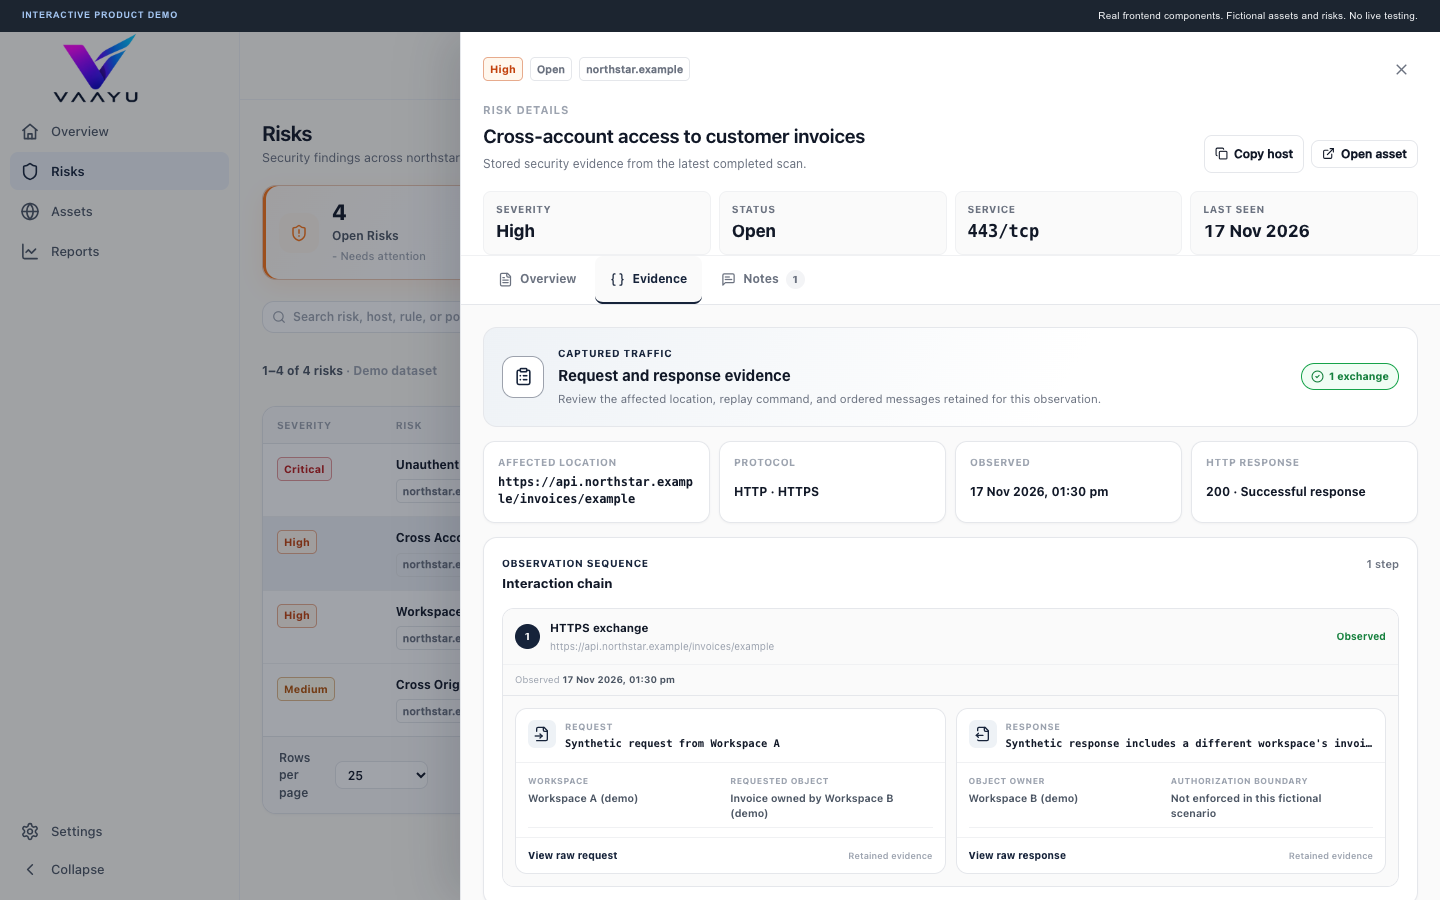 INTERACTIVE PRODUCT DEMO
Real frontend components. Fictional assets and risks. No live testing.
VAAYU
Overview
Risks
Assets
Reports
Settings
Collapse
Risks
Security findings across northstar
4
Open Risks
- Needs attention
Search risk, host, rule, or po
1–4 of 4 risks · Demo dataset
SEVERITY
RISK
Critical
Unauthent
northstar.e
High
Cross Acco
northstar.e
High
Workspace
northstar.e
Medium
Cross Orig
northstar.e
Rows
per
page
25
High
Open
northstar.example
RISK DETAILS
Cross-account access to customer invoices
Stored security evidence from the latest completed scan.
Copy host
Open asset
SEVERITY
High
STATUS
Open
SERVICE
443/tcp
LAST SEEN
17 Nov 2026
Overview
{ } Evidence
Notes 1
CAPTURED TRAFFIC
Request and response evidence
Review the affected location, replay command, and ordered messages retained for this observation.
1 exchange
AFFECTED LOCATION
https://api.northstar.examp
le/invoices/example
PROTOCOL
HTTP · HTTPS
OBSERVED
17 Nov 2026, 01:30 pm
HTTP RESPONSE
200 · Successful response
OBSERVATION SEQUENCE
Interaction chain
1 step
1
HTTPS exchange
https://api.northstar.example/invoices/example
Observed
Observed 17 Nov 2026, 01:30 pm
REQUEST
Synthetic request from Workspace A
WORKSPACE
Workspace A (demo)
REQUESTED OBJECT
Invoice owned by Workspace B
(demo)
View raw request
Retained evidence
RESPONSE
Synthetic response includes a different workspace's invoi…
OBJECT OWNER
Workspace B (demo)
AUTHORIZATION BOUNDARY
Not enforced in this fictional
scenario
View raw response
Retained evidence